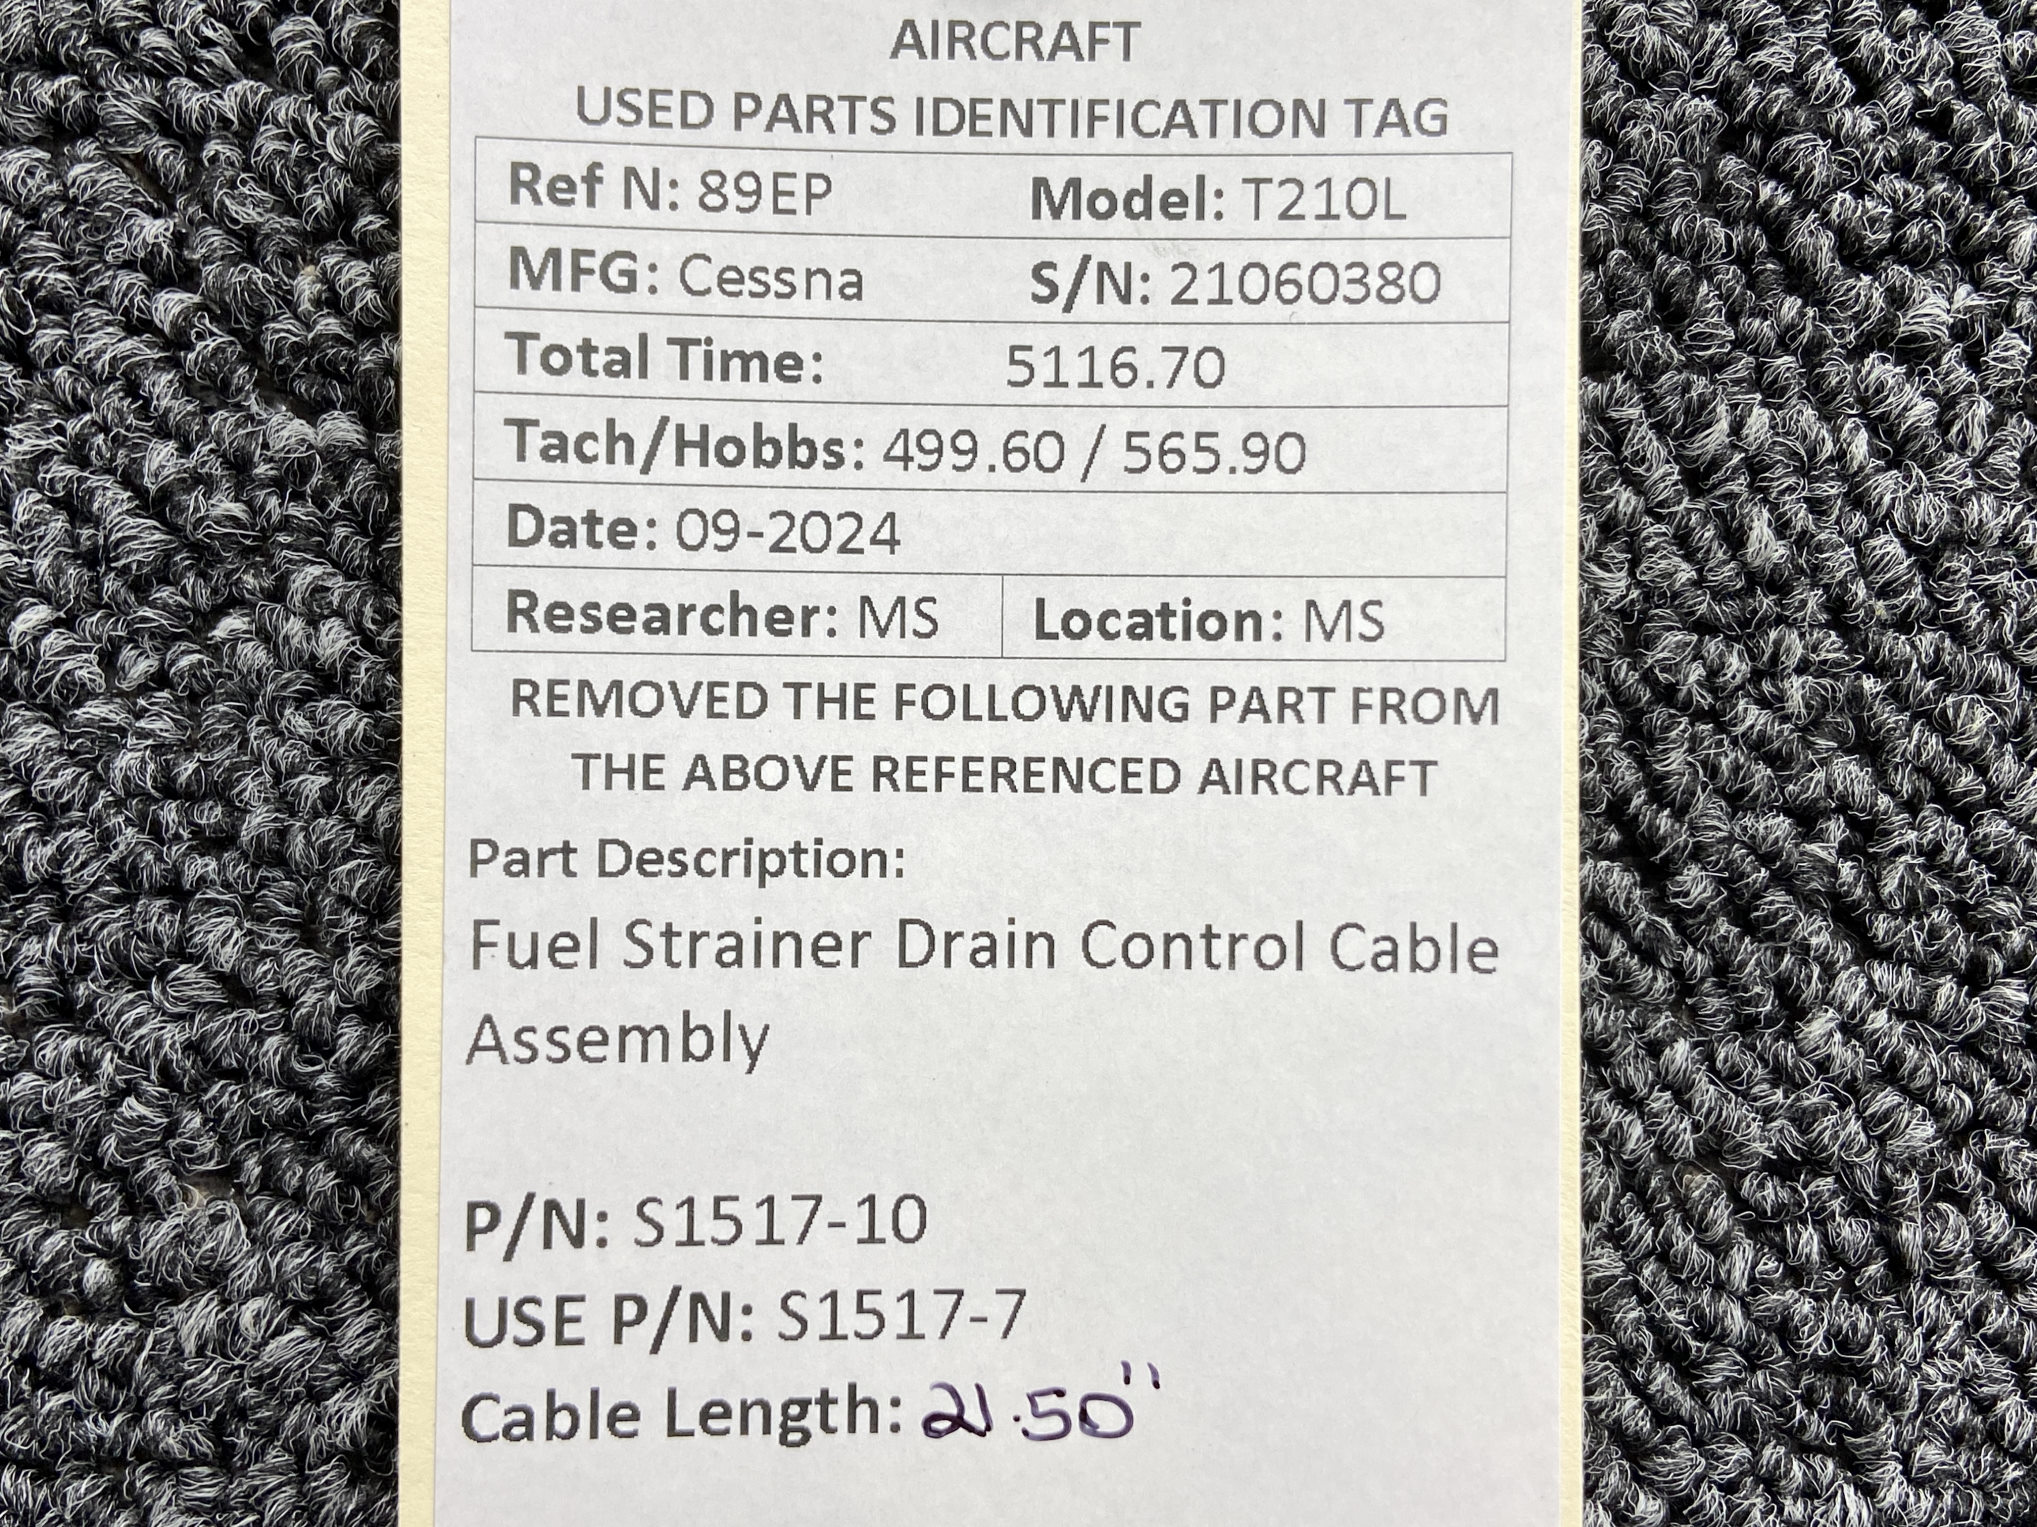 AIRCRAFT
USED PARTS IDENTIFICATION TAG
Ref N: 89EP Model: T210L
MFG: Cessna S/N: 21060380
Total Time: 5116.70
Tach/Hobbs: 499.60 / 565.90
Date: 09-2024
Researcher: MS Location: MS
REMOVED THE FOLLOWING PART FROM
THE ABOVE REFERENCED AIRCRAFT
Part Description:
Fuel Strainer Drain Control Cable
Assembly
P/N: S1517-10
USE P/N: S1517-7
Cable Length: 21.50"